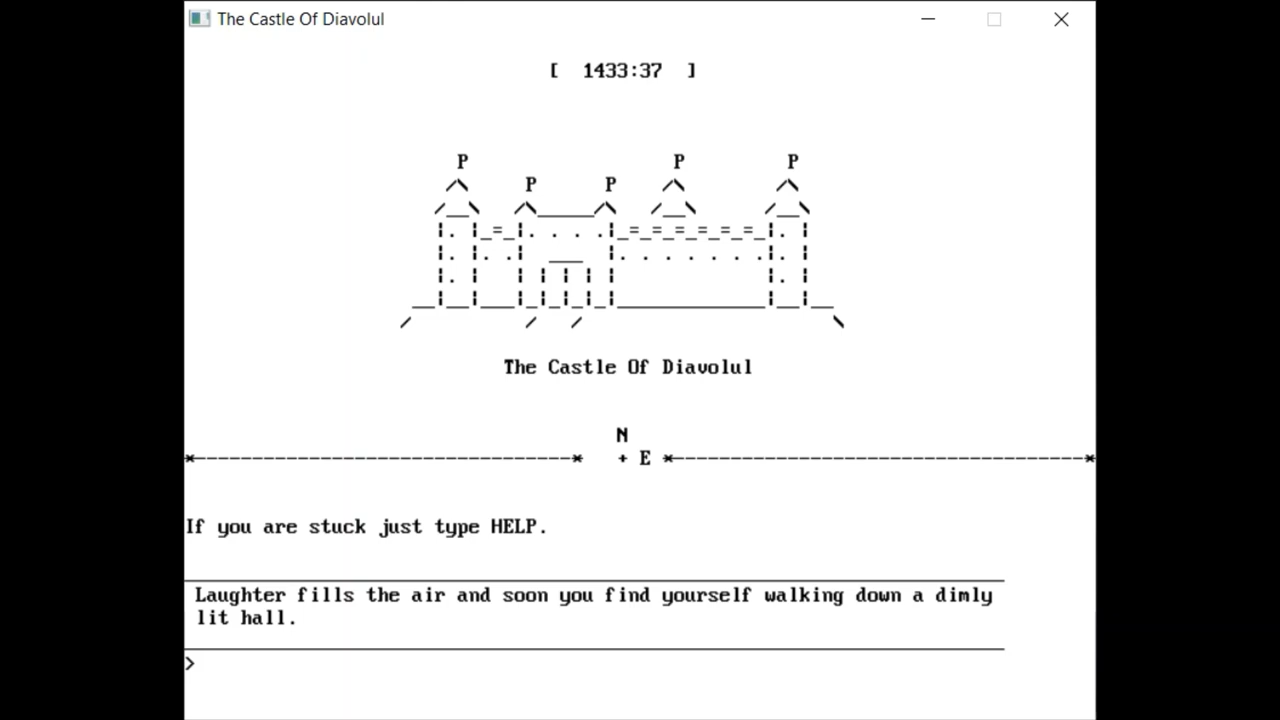 The Castle Of Diavolul
[ 1433:37 ]
P P P
P P
The Castle Of Diavolul
N
+ E
If you are stuck just type HELP.
Laughter fills the air and soon you find yourself walking down a dimly
lit hall.
>